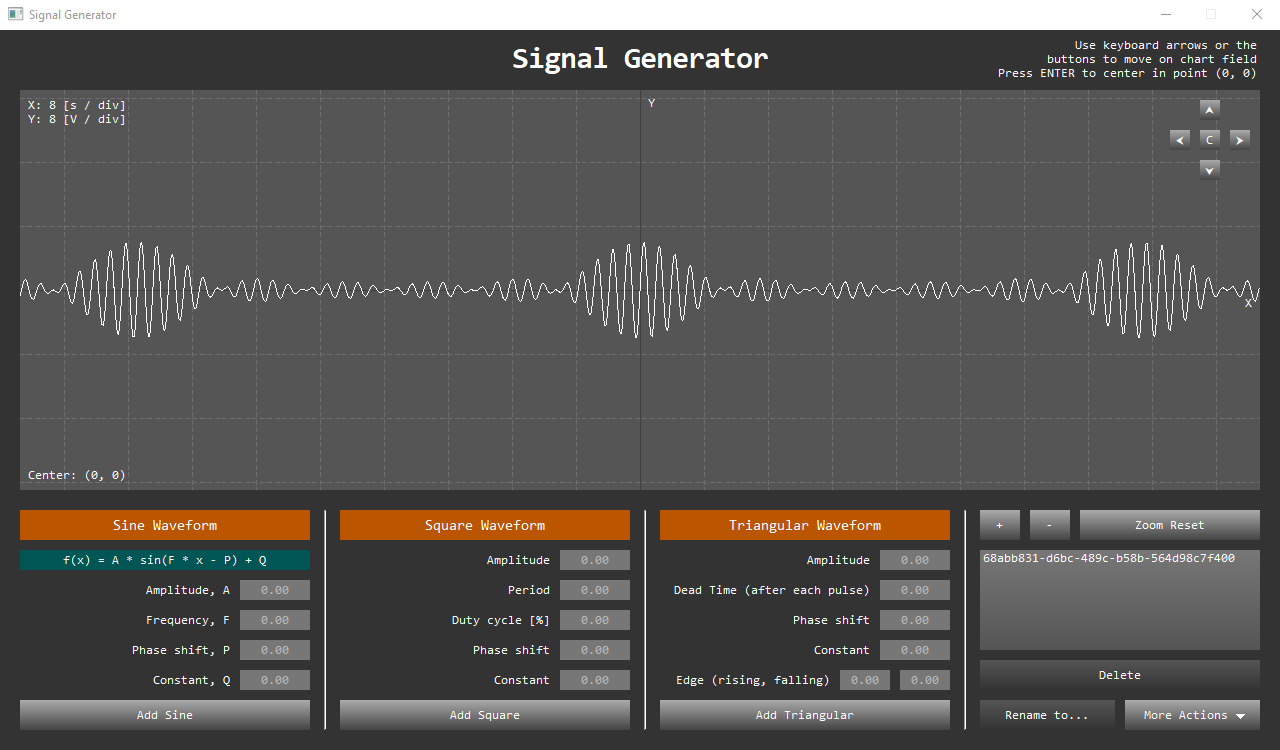 Signal Generator
Signal Generator
Use keyboard arrows or the
buttons to move on chart field
Press ENTER to center in point (0, 0)
X: 8 [s / div]
Y: 8 [V / div]
Y
C
X
Center: (0, 0)
Sine Waveform
f(x) = A * sin(F * x - P) + Q
Amplitude, A 0.00
Frequency, F 0.00
Phase shift, P 0.00
Constant, Q 0.00
Add Sine
Square Waveform
Amplitude 0.00
Period 0.00
Duty cycle [%] 0.00
Phase shift 0.00
Constant 0.00
Add Square
Triangular Waveform
Amplitude 0.00
Dead Time (after each pulse) 0.00
Phase shift 0.00
Constant 0.00
Edge (rising, falling) 0.00 0.00
Add Triangular
+ - Zoom Reset
68abb831-d6bc-489c-b58b-564d98c7f400
Delete
Rename to... More Actions